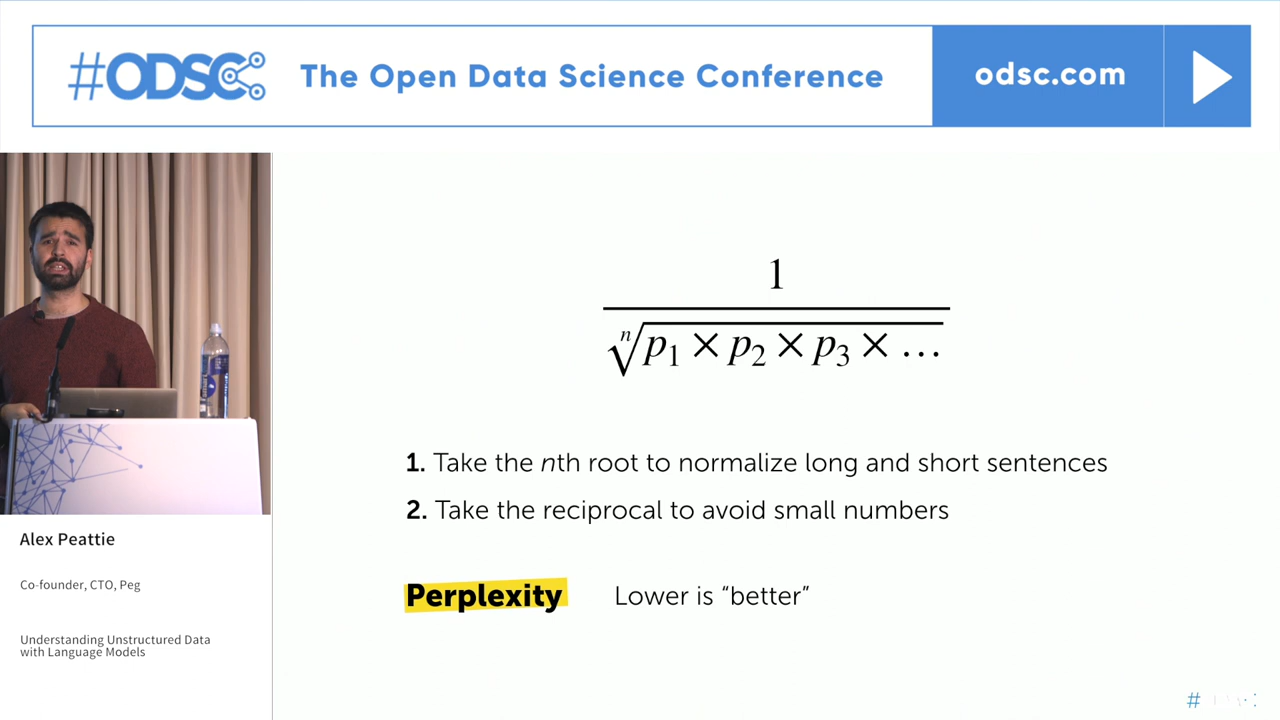 #ODSC
The Open Data Science Conference
odsc.com
1
n√p1 × p2 × p3 × …
1. Take the nth root to normalize long and short sentences
2. Take the reciprocal to avoid small numbers
Perplexity Lower is “better”
Alex Peattie
Co-founder, CTO, Peg
Understanding Unstructured Data
with Language Models
#